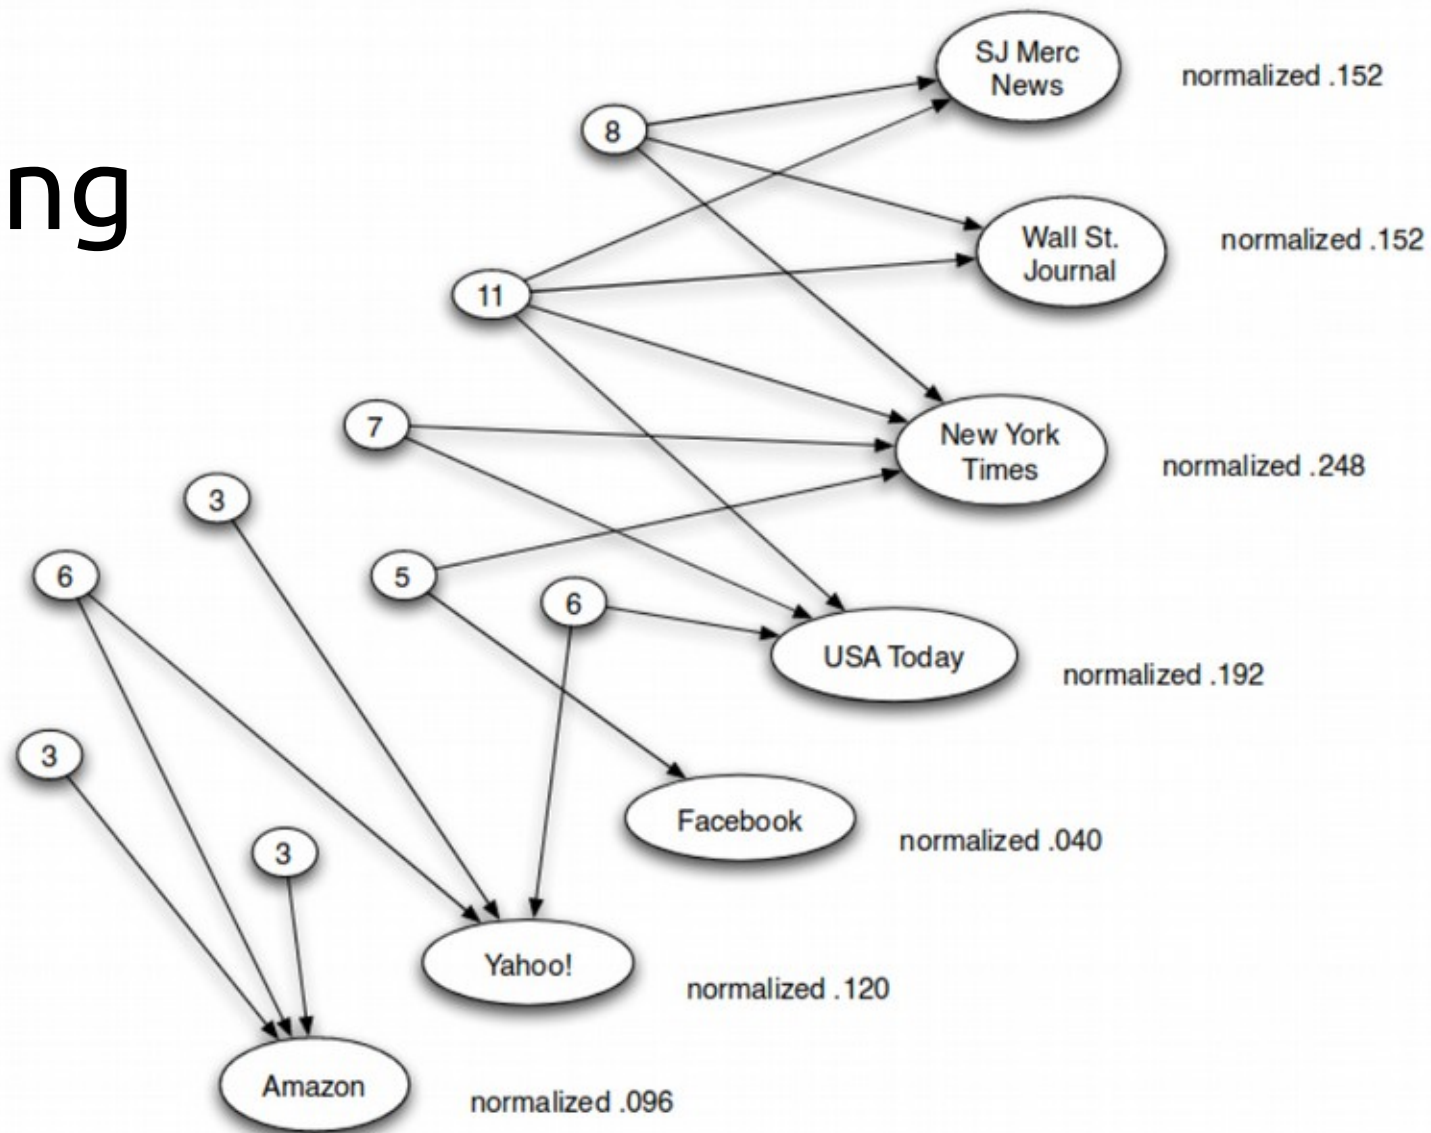 SJ Merc
News
normalized .152
8
ng
Wall St.
Journal
normalized .152
11
7
New York
Times
normalized .248
3
6
5
6
USA Today
normalized .192
3
Facebook
normalized .040
3
Yahoo!
normalized .120
Amazon
normalized .096